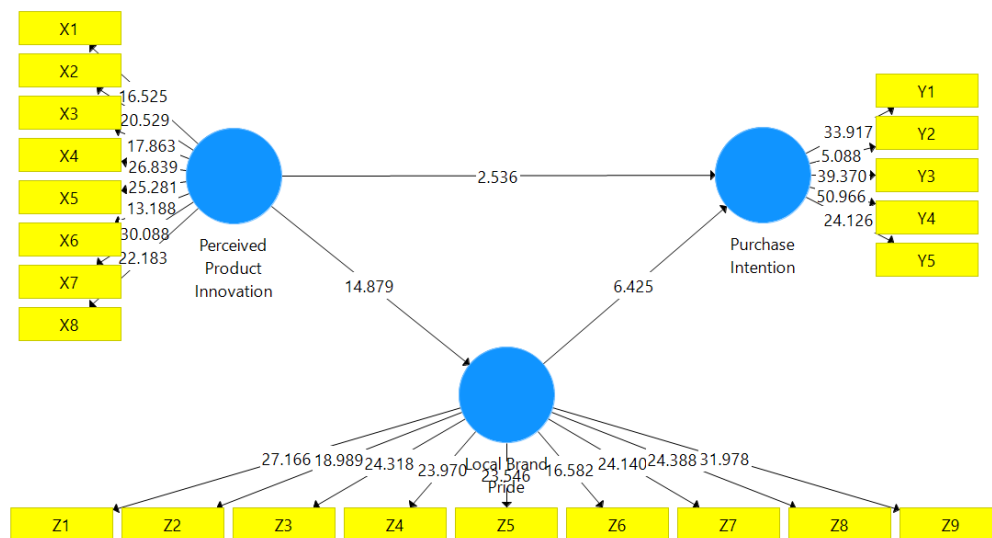 X1
X2
X3
X4
X5
X6
X7
X8
16.525
20.529
17.863
26.839
25.281
13.188
30.088
22.183
Perceived
Product
Innovation
2.536
14.879
6.425
Purchase
Intention
33.917
5.088
39.370
50.966
24.126
Y1
Y2
Y3
Y4
Y5
Local Brand
Pride
27.166
18.989
24.318
23.970
23.546
16.582
24.140
24.388
31.978
Z1
Z2
Z3
Z4
Z5
Z6
Z7
Z8
Z9